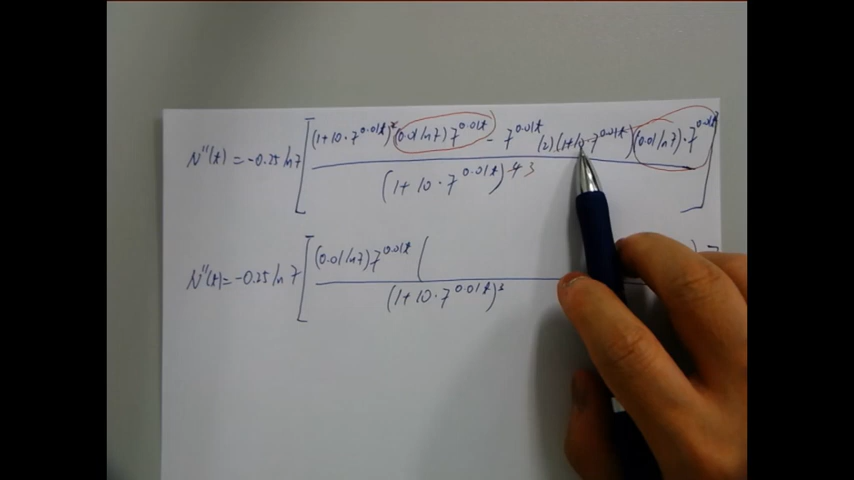 N''(t) = -0.25 ln7 [ (1+10·7^0.01t)^2 (0.01 ln7) 7^0.01t - 7^0.01t (2)(1+10·7^0.01t)(0.01 ln7)·7^0.01t ]
(1+10·7^0.01t)^4 3
N''(t) = -0.25 ln7 [ (0.01 ln7) 7^0.01t ( ) ]
(1+10·7^0.01t)^3